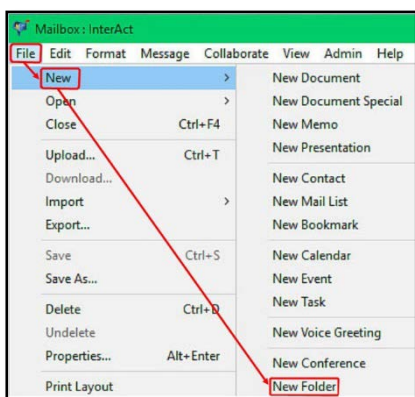 Mailbox : InterAct
File Edit Format Message Collaborate View Admin Help
New > New Document
Open > New Document Special
Close Ctrl+F4 New Memo
Upload... Ctrl+T New Presentation
Download... New Contact
Import > New Mail List
Export... New Bookmark
Save Ctrl+S New Calendar
Save As... New Event
Delete Ctrl+D New Task
Undelete New Voice Greeting
Properties... Alt+Enter New Conference
Print Layout New Folder